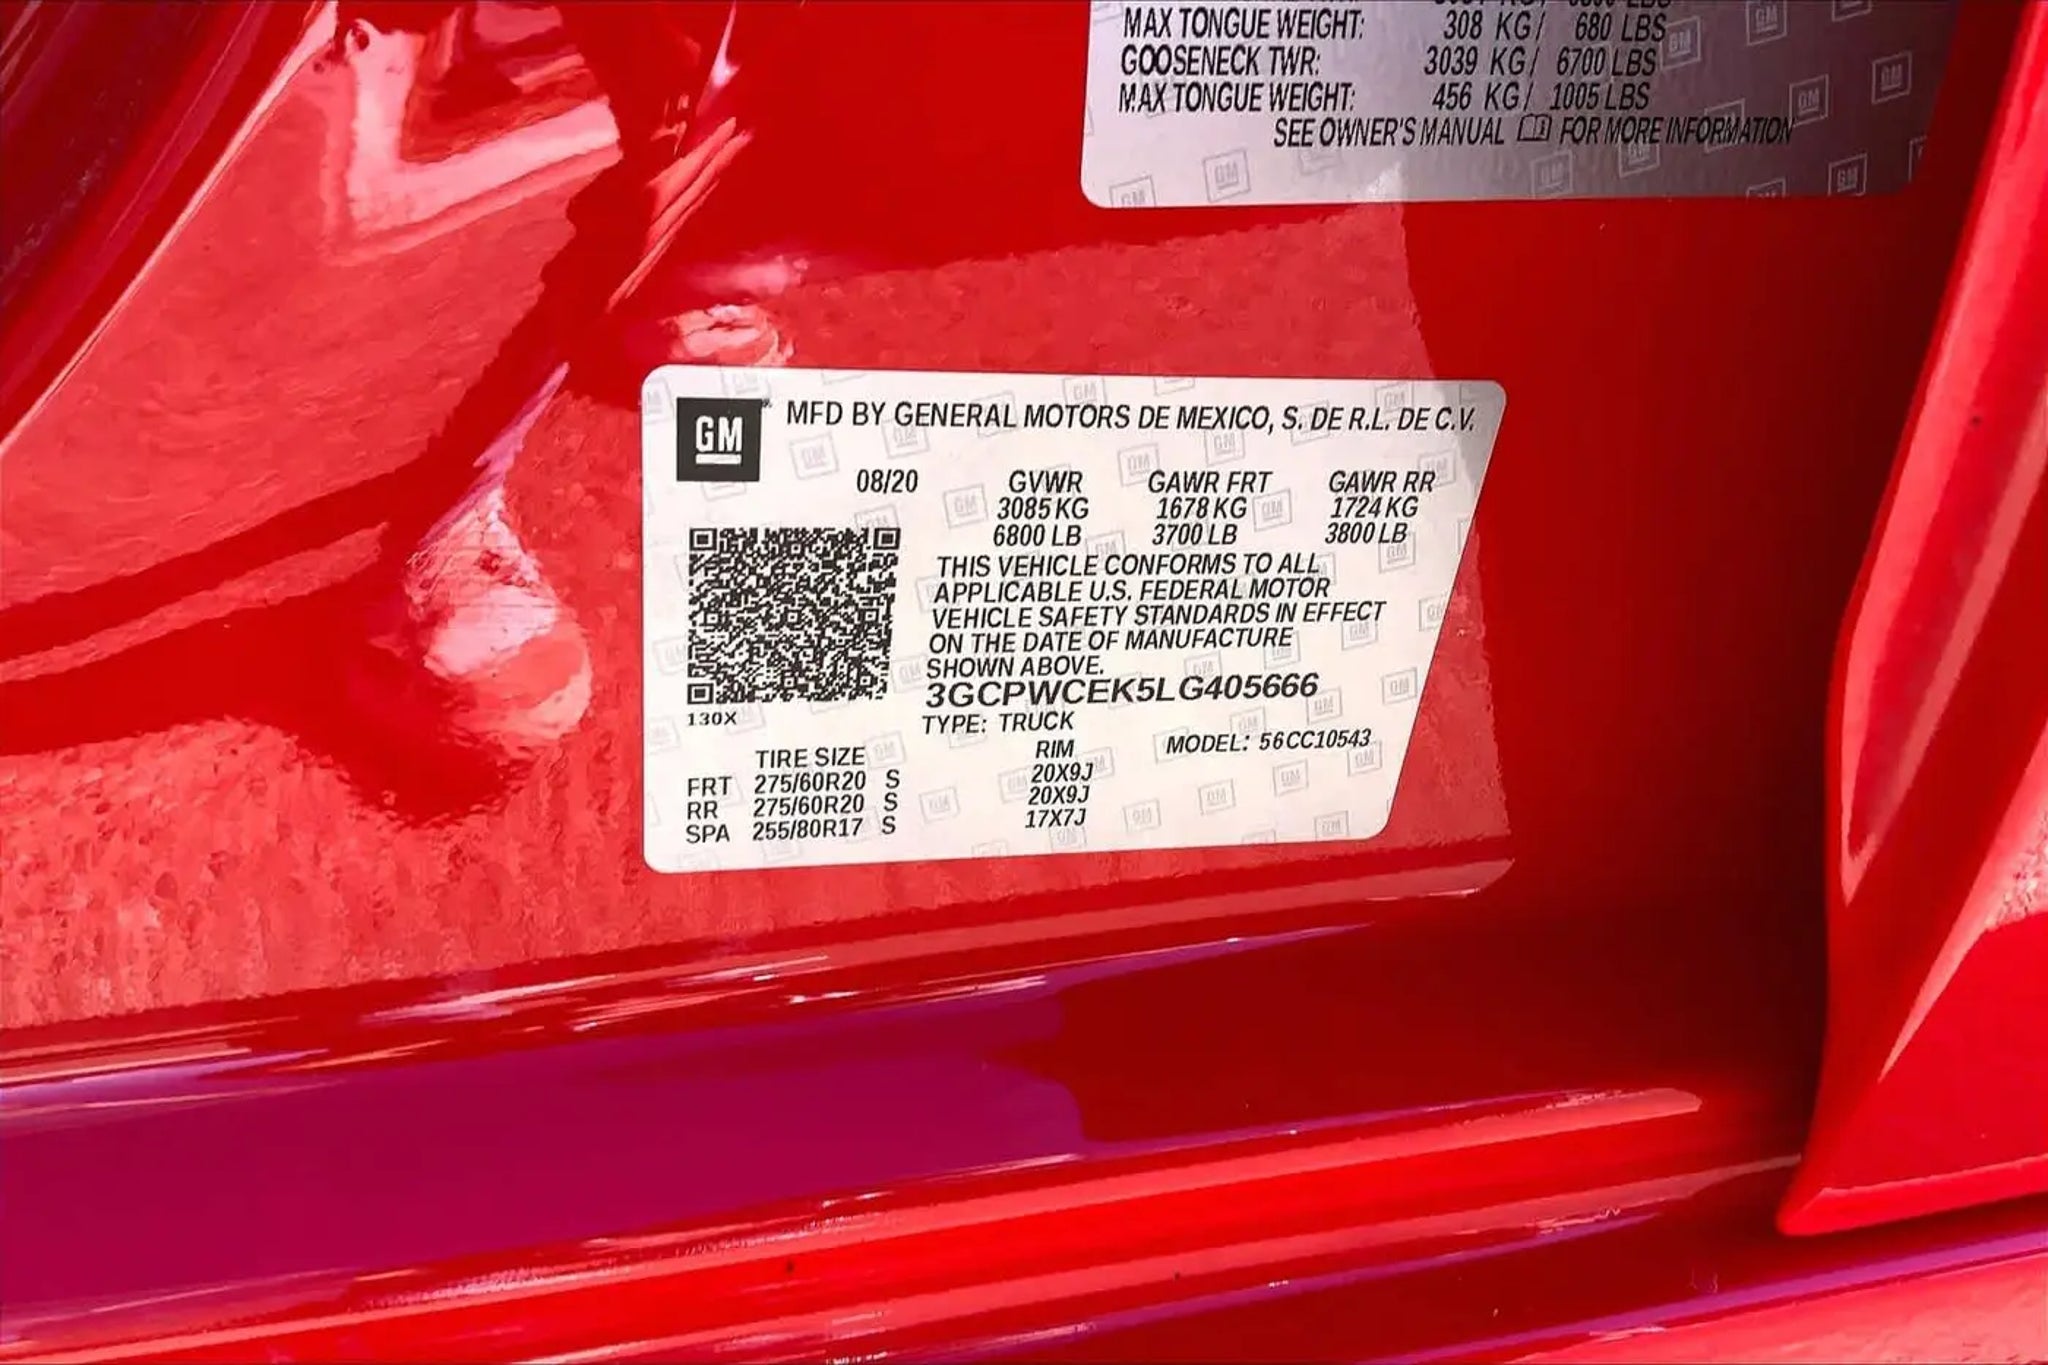 MAX TONGUE WEIGHT: 308 KG/ 680 LBS
GOOSENECK TWR: 3039 KG/ 6700 LBS
MAX TONGUE WEIGHT: 456 KG/ 1005 LBS
SEE OWNER'S MANUAL FOR MORE INFORMATION
GM MFD BY GENERAL MOTORS DE MEXICO, S. DE R.L. DE C.V.
08/20 GVWR GAWR FRT GAWR RR
3085 KG 1678 KG 1724 KG
6800 LB 3700 LB 3800 LB
THIS VEHICLE CONFORMS TO ALL
APPLICABLE U.S. FEDERAL MOTOR
VEHICLE SAFETY STANDARDS IN EFFECT
ON THE DATE OF MANUFACTURE
SHOWN ABOVE.
3GCPWCEK5LG405666
130X TYPE: TRUCK
TIRE SIZE RIM MODEL: 56CC10543
FRT 275/60R20 S 20X9J
RR 275/60R20 S 20X9J
SPA 255/80R17 S 17X7J